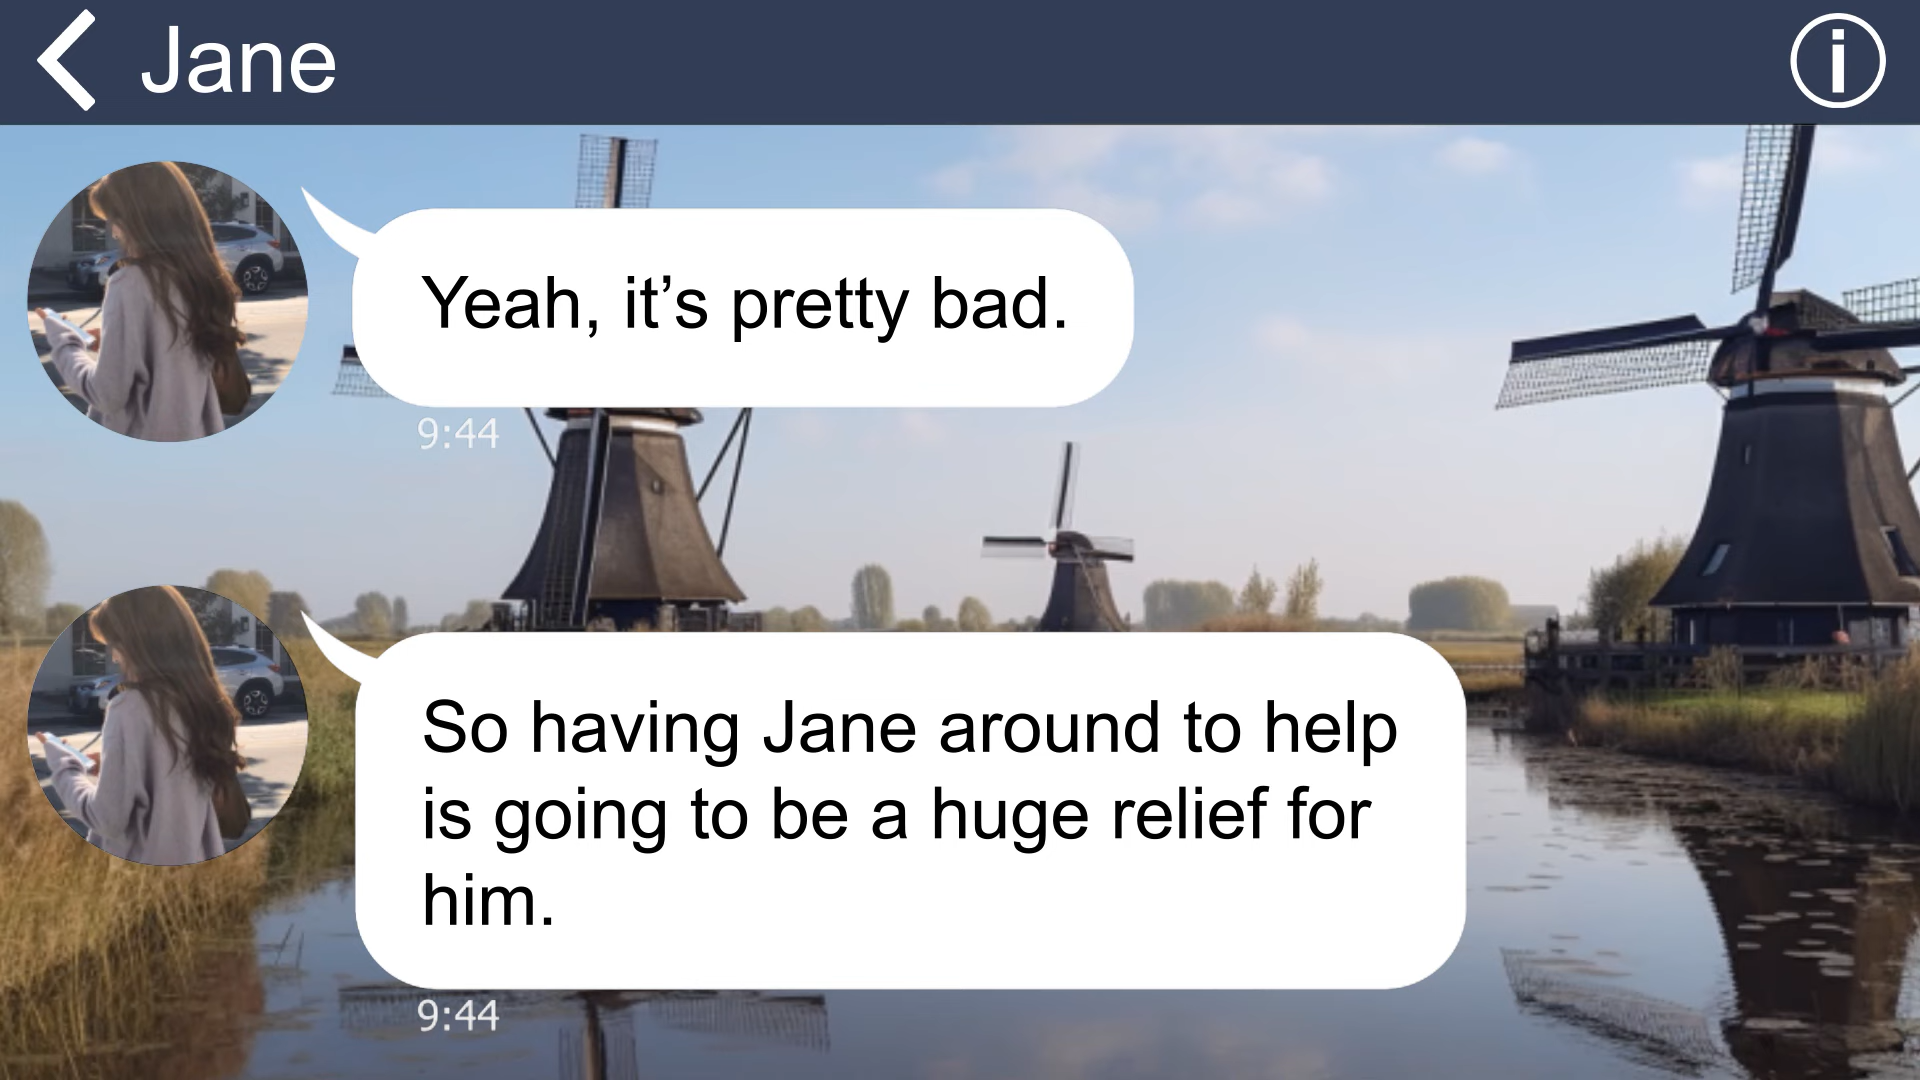 Jane
Yeah, it’s pretty bad.
9:44
So having Jane around to help
is going to be a huge relief for
him.
9:44